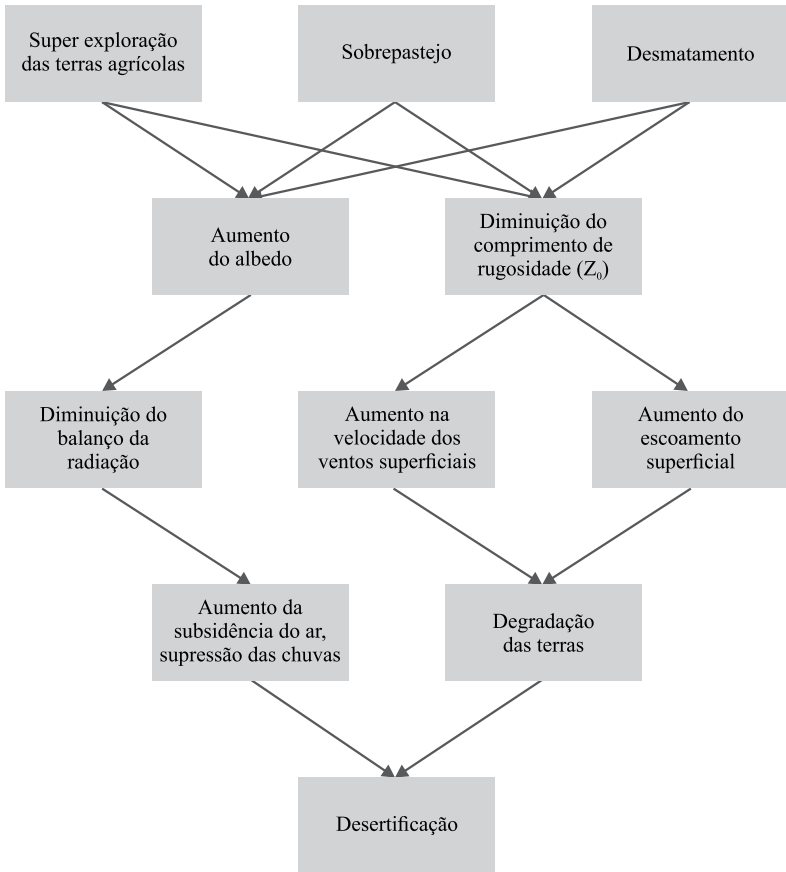 Super exploração
das terras agrícolas
Sobrepastejo
Desmatamento
Aumento
do albedo
Diminuição do
comprimento de
rugosidade (Z₀)
Diminuição do
balanço da
radiação
Aumento na
velocidade dos
ventos superficiais
Aumento do
escoamento
superficial
Aumento da
subsidência do ar,
supressão das chuvas
Degradação
das terras
Desertificação